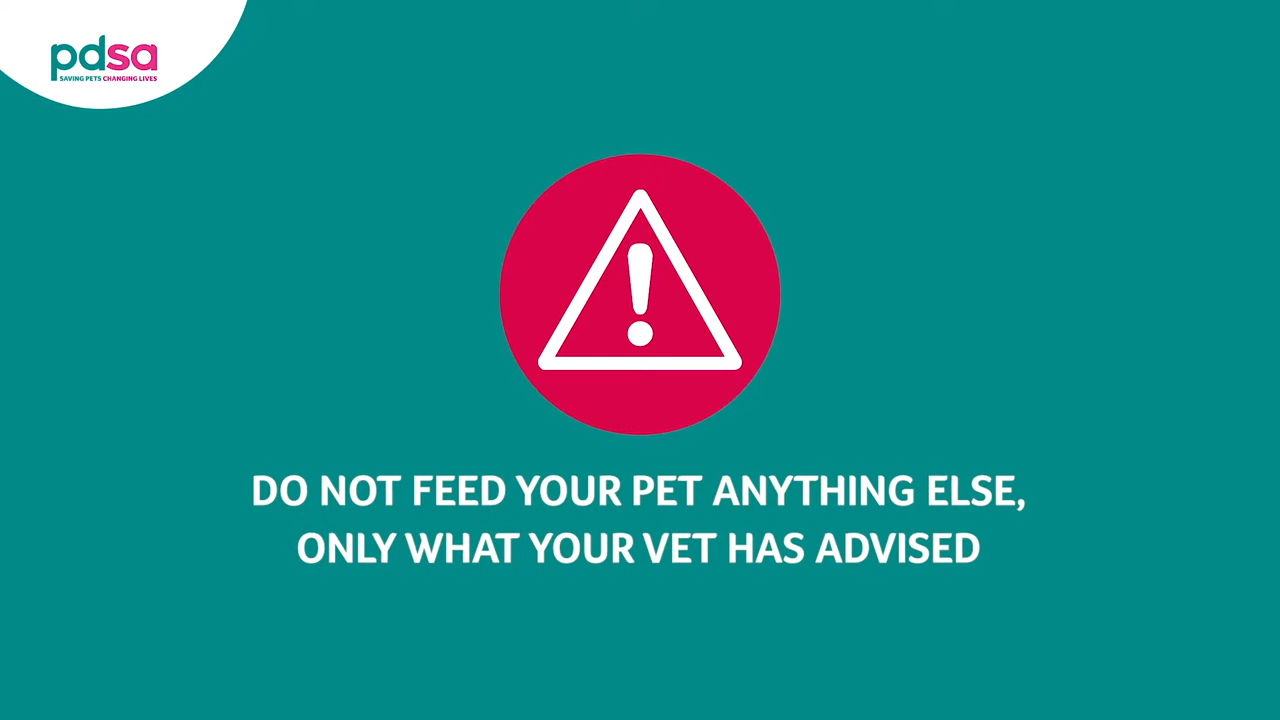 pdsa
SAVING PETS CHANGING LIVES
DO NOT FEED YOUR PET ANYTHING ELSE,
ONLY WHAT YOUR VET HAS ADVISED